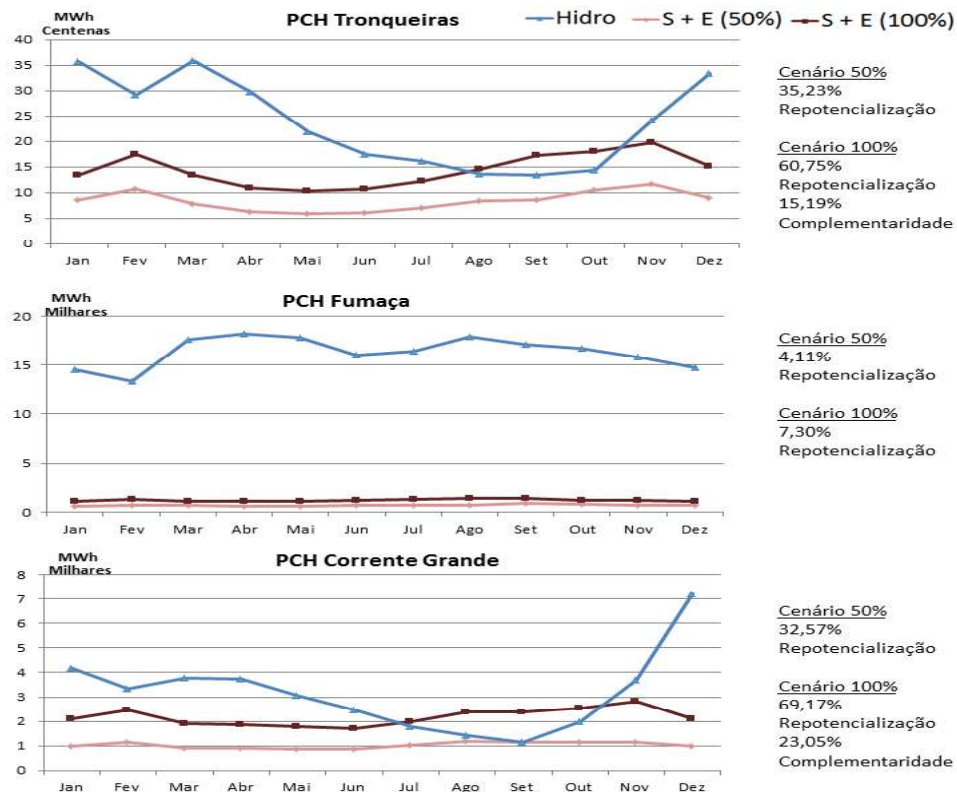 MWh
Centenas
PCH Tronqueiras
Hidro S + E (50%) S + E (100%)
40
35
30
25
20
15
10
5
0
Jan Fev Mar Abr Mai Jun Jul Ago Set Out Nov Dez
Cenário 50%
35,23%
Repotencialização
Cenário 100%
60,75%
Repotencialização
15,19%
Complementaridade
MWh
Milhares
PCH Fumaça
20
15
10
5
0
Jan Fev Mar Abr Mai Jun Jul Ago Set Out Nov Dez
Cenário 50%
4,11%
Repotencialização
Cenário 100%
7,30%
Repotencialização
MWh
Milhares
PCH Corrente Grande
8
7
6
5
4
3
2
1
0
Jan Fev Mar Abr Mai Jun Jul Ago Set Out Nov Dez
Cenário 50%
32,57%
Repotencialização
Cenário 100%
69,17%
Repotencialização
23,05%
Complementaridade